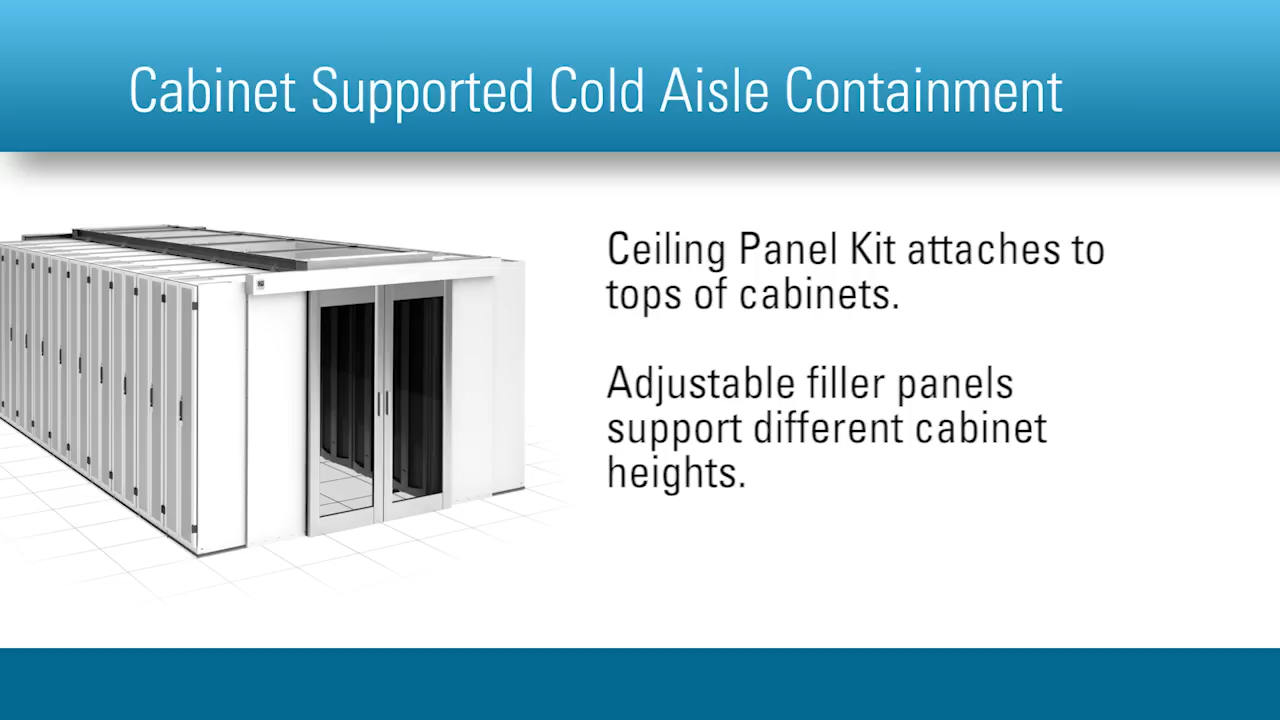 Cabinet Supported Cold Aisle Containment
Ceiling Panel Kit attaches to
tops of cabinets.
Adjustable filler panels
support different cabinet
heights.